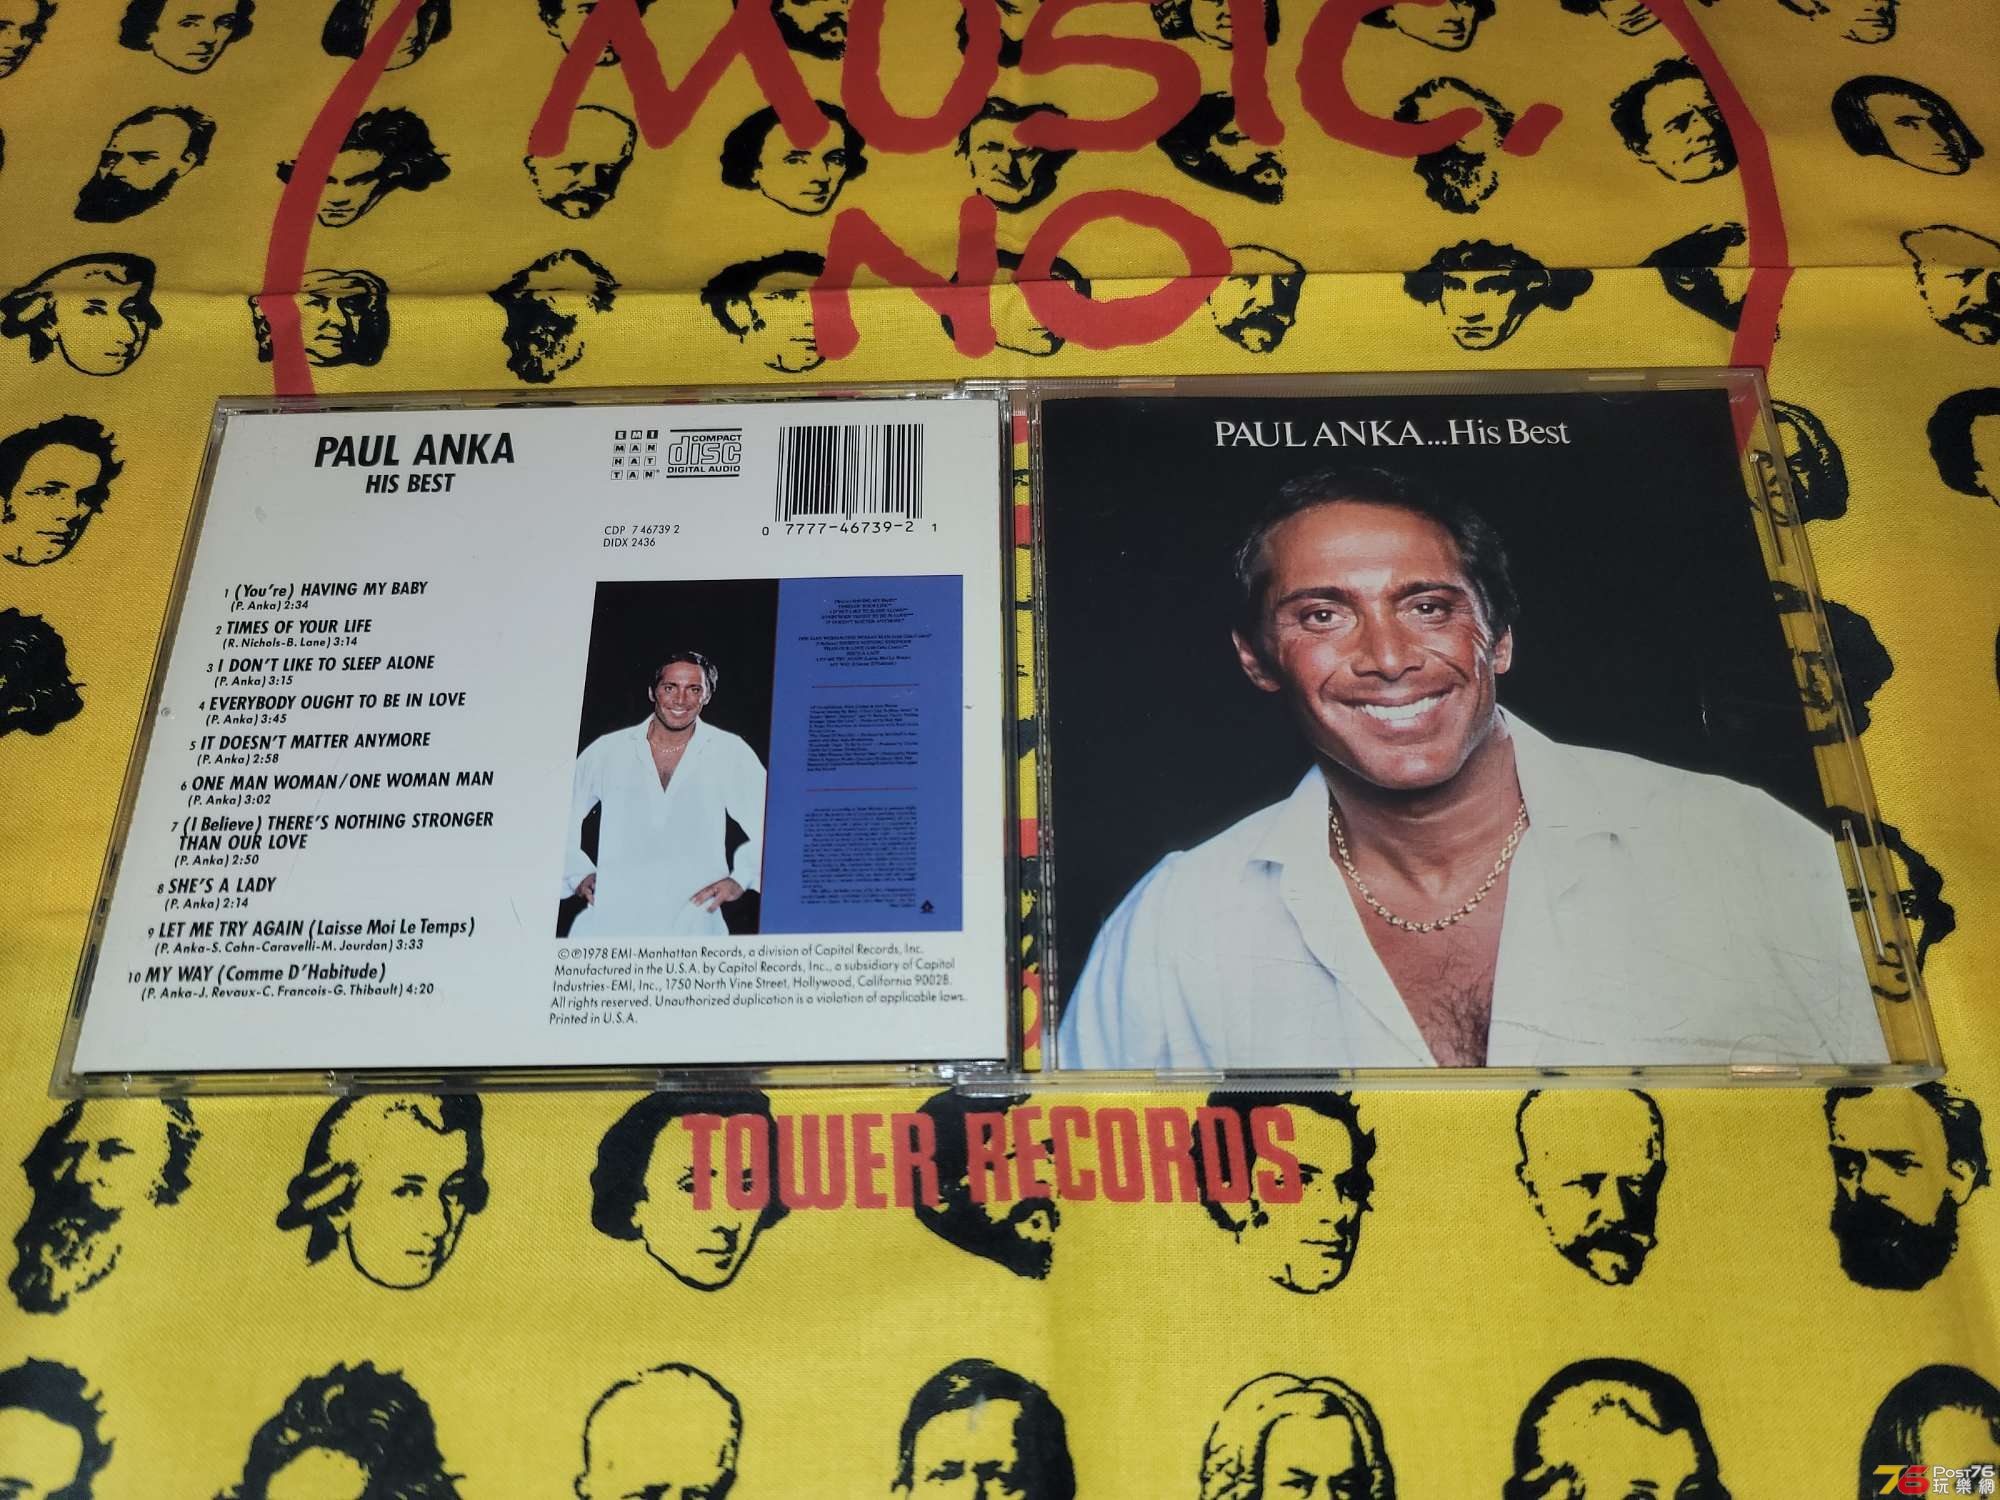 MUSIC.
NO
PAUL ANKA
HIS BEST
EMI
MAN
HAT
TAN
COMPACT
disc
DIGITAL AUDIO
CDP 7 46739 2
DIDX 2436
0 7777-46739-2 1
1 (You're) HAVING MY BABY
(P. Anka) 2:34
2 TIMES OF YOUR LIFE
(R. Nichols-B. Lane) 3:14
3 I DON'T LIKE TO SLEEP ALONE
(P. Anka) 3:15
4 EVERYBODY OUGHT TO BE IN LOVE
(P. Anka) 3:45
5 IT DOESN'T MATTER ANYMORE
(P. Anka) 2:58
6 ONE MAN WOMAN/ONE WOMAN MAN
(P. Anka) 3:02
7 (I Believe) THERE'S NOTHING STRONGER
THAN OUR LOVE
(P. Anka) 2:50
8 SHE'S A LADY
(P. Anka) 2:14
9 LET ME TRY AGAIN (Laisse Moi Le Temps)
(P. Anka-S. Cahn-Caravelli-M. Jourdan) 3:33
10 MY WAY (Comme D'Habitude)
(P. Anka-J. Revaux-C. Francois-G. Thibault) 4:20
©℗1978 EMI-Manhattan Records, a division of Capitol Records, Inc.
Manufactured in the U.S.A. by Capitol Records, Inc., a subsidiary of Capitol
Industries-EMI, Inc., 1750 North Vine Street, Hollywood, California 90028.
All rights reserved. Unauthorized duplication is a violation of applicable laws.
Printed in U.S.A.
PAUL ANKA...His Best
TOWER RECORDS
76 Post76
玩樂網